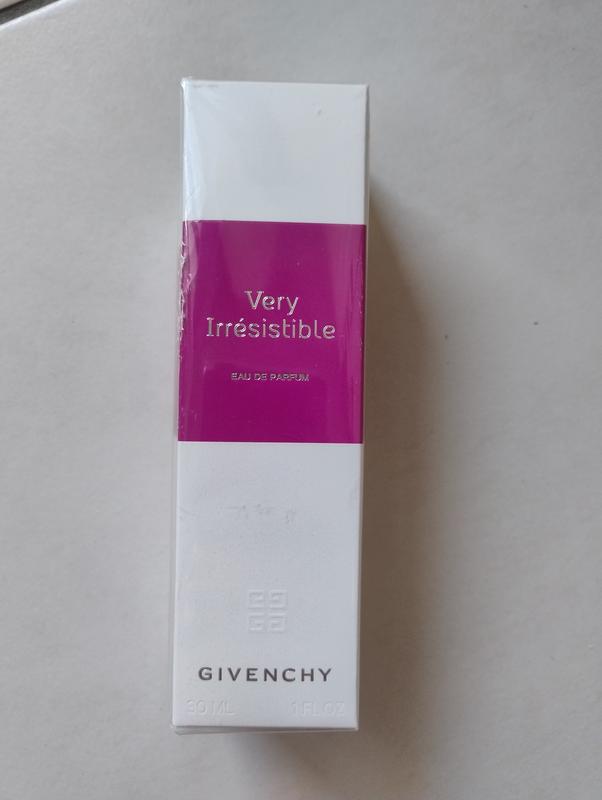 Very
Irrésistible
EAU DE PARFUM
GIVENCHY
30 ML 1 FL.OZ